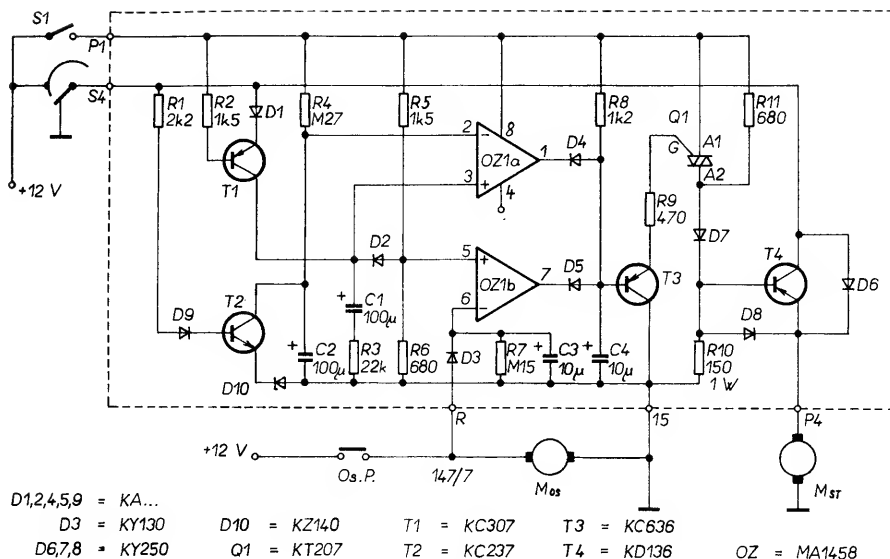 S1
P1
S4
+12 V
R1
2k2
R2
1k5
D1
R4
M27
R5
1k5
R8
1k2
Q1
G
A1
A2
R11
680
T1
2
8
1
OZ1a
3
+
4
D4
R9
470
D7
T4
D6
D2
5
+
7
OZ1b
6
D5
T3
D8
D9
T2
+
C1
100µ
+
C2
100µ
R3
22k
R6
680
D3
R7
M15
+
C3
10µ
+
C4
10µ
R10
150
1 W
D10
R
15
P4
+12 V
Os.P.
147/7
Mos
MST
D1,2,4,5,9 = KA...
D3 = KY130 D10 = KZ140 T1 = KC307 T3 = KC636
D6,7,8 = KY250 Q1 = KT207 T2 = KC237 T4 = KD136 OZ = MA1458